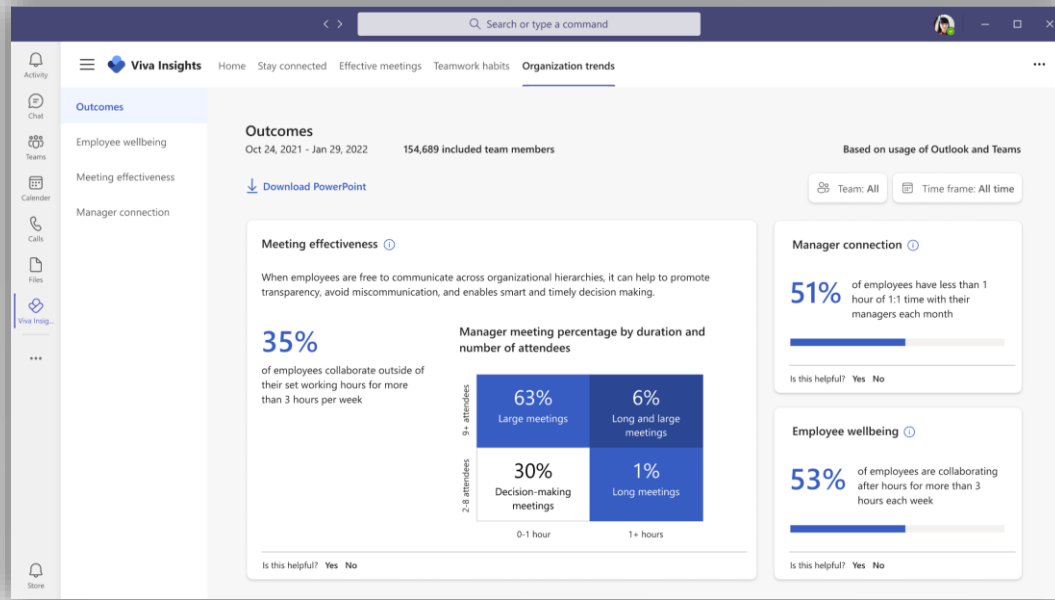 Search or type a command
Activity
Chat
Teams
Calender
Calls
Files
Viva Insig...
Store
Viva Insights
Home
Stay connected
Effective meetings
Teamwork habits
Organization trends
Outcomes
Employee wellbeing
Meeting effectiveness
Manager connection
Outcomes
Oct 24, 2021 - Jan 29, 2022
154,689 included team members
Based on usage of Outlook and Teams
Download PowerPoint
Team: All
Time frame: All time
Meeting effectiveness
When employees are free to communicate across organizational hierarchies, it can help to promote
transparency, avoid miscommunication, and enables smart and timely decision making.
35%
of employees collaborate outside of
their set working hours for more
than 3 hours per week
Manager meeting percentage by duration and
number of attendees
9+ attendees
63%
Large meetings
6%
Long and large
meetings
2-8 attendees
30%
Decision-making
meetings
1%
Long meetings
0-1 hour
1+ hours
Is this helpful? Yes No
Manager connection
51%
of employees have less than 1
hour of 1:1 time with their
managers each month
Is this helpful? Yes No
Employee wellbeing
53%
of employees are collaborating
after hours for more than 3
hours each week
Is this helpful? Yes No